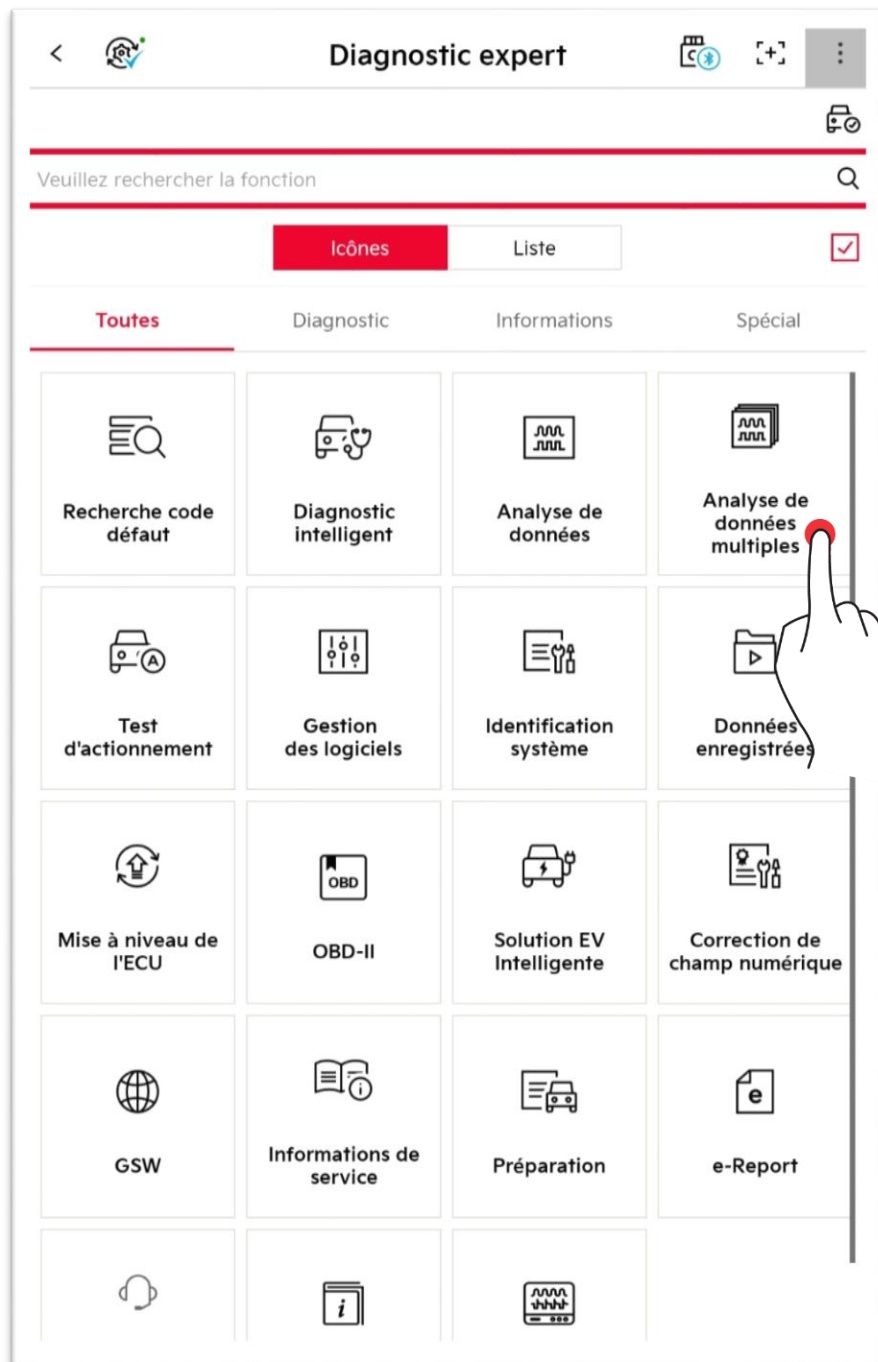 Diagnostic expert
Veuillez rechercher la fonction
Icônes
Liste
Toutes
Diagnostic
Informations
Spécial
Recherche code
défaut
Diagnostic
intelligent
Analyse de
données
Analyse de
données
multiples
Test
d'actionnement
Gestion
des logiciels
Identification
système
Données
enregistrées
Mise à niveau de
l'ECU
OBD
OBD-II
Solution EV
Intelligente
Correction de
champ numérique
GSW
Informations de
service
Préparation
e
e-Report
i